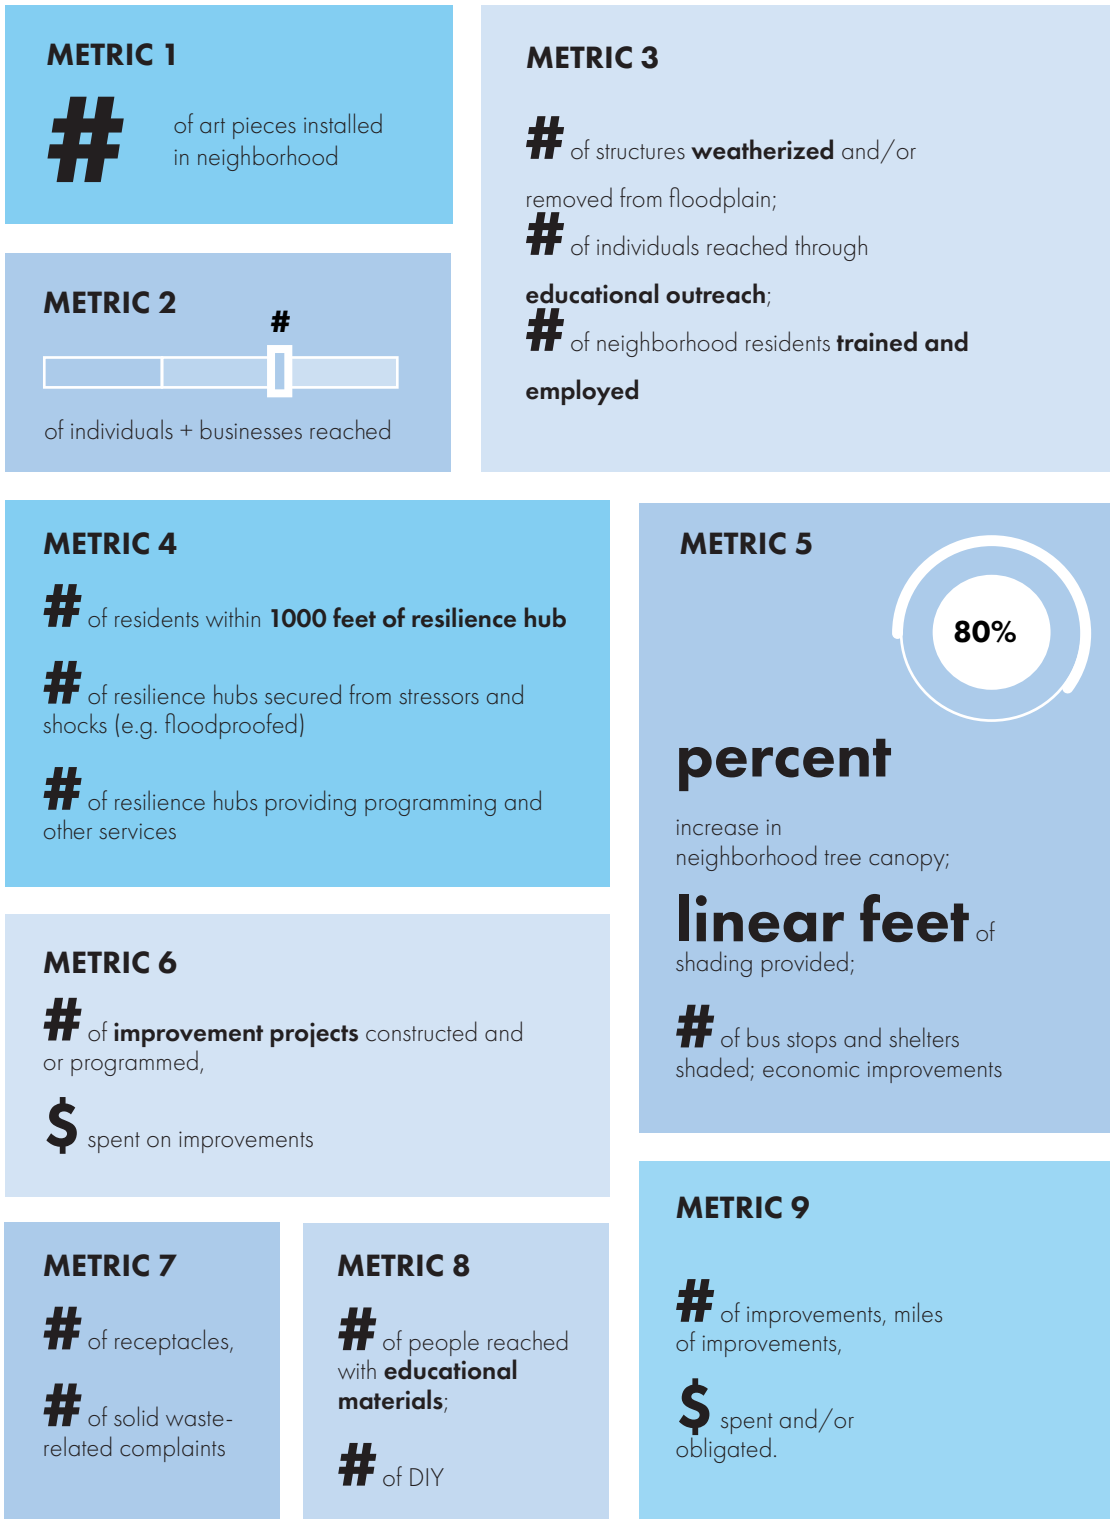 METRIC 1
# of art pieces installed
in neighborhood
METRIC 2
#
of individuals + businesses reached
METRIC 3
# of structures weatherized and/or
removed from floodplain;
# of individuals reached through
educational outreach;
# of neighborhood residents trained and
employed
METRIC 4
# of residents within 1000 feet of resilience hub
# of resilience hubs secured from stressors and
shocks (e.g. floodproofed)
# of resilience hubs providing programming and
other services
METRIC 5
80%
percent
increase in
neighborhood tree canopy;
linear feet of
shading provided;
# of bus stops and shelters
shaded; economic improvements
METRIC 6
# of improvement projects constructed and
or programmed,
$ spent on improvements
METRIC 7
# of receptacles,
# of solid waste-
related complaints
METRIC 8
# of people reached
with educational
materials;
# of DIY
METRIC 9
# of improvements, miles
of improvements,
$ spent and/or
obligated.